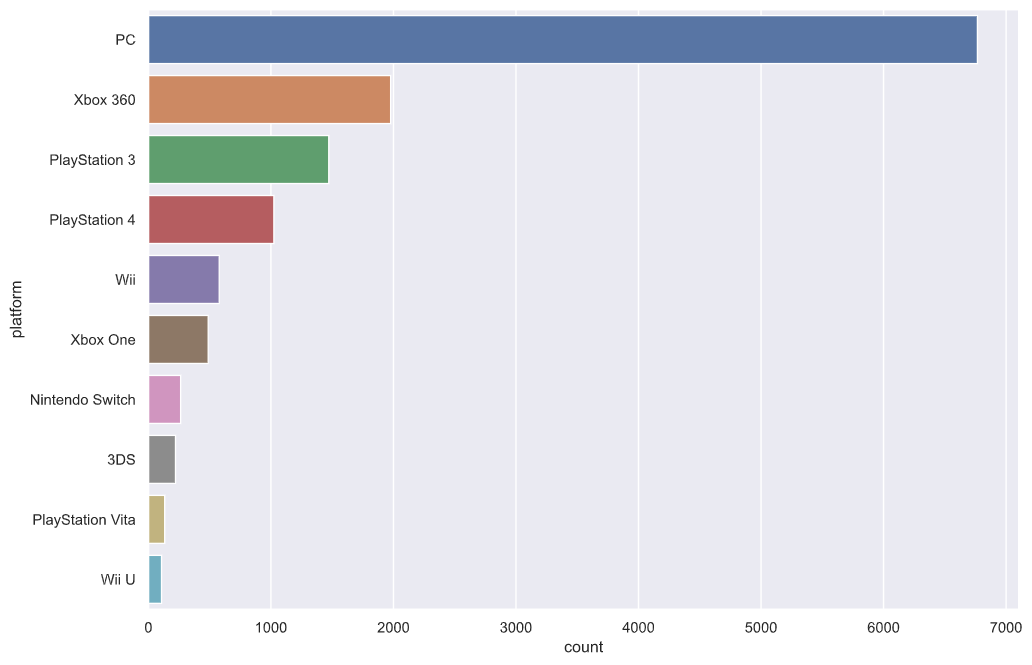 PC
Xbox 360
PlayStation 3
PlayStation 4
Wii
Xbox One
Nintendo Switch
3DS
PlayStation Vita
Wii U
platform
0 1000 2000 3000 4000 5000 6000 7000
count